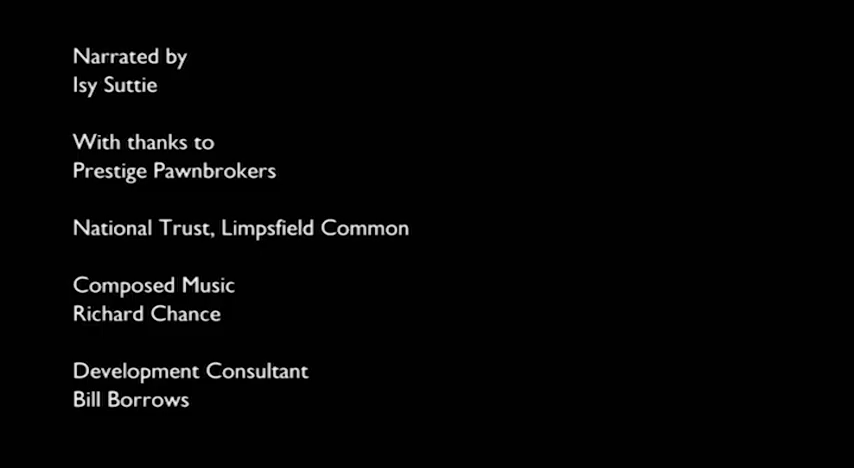 Narrated by
Isy Suttie
With thanks to
Prestige Pawnbrokers
National Trust, Limpsfield Common
Composed Music
Richard Chance
Development Consultant
Bill Borrows